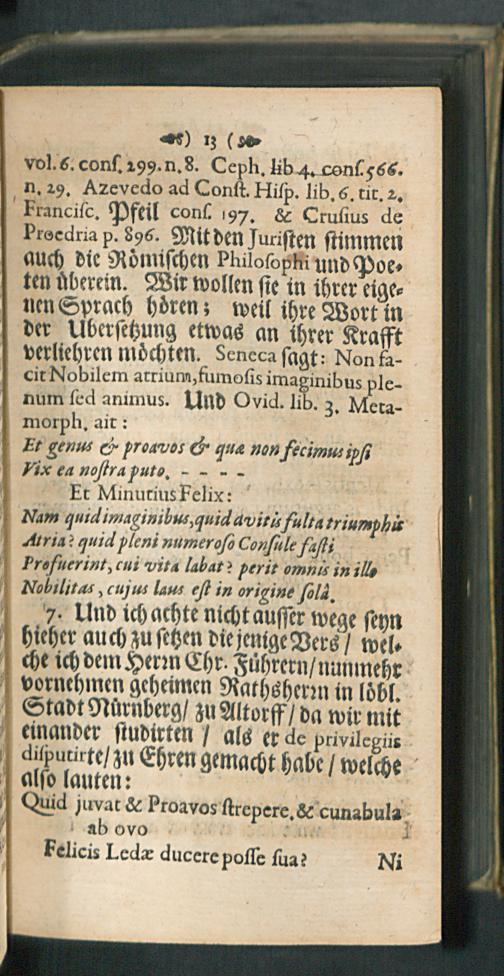 ) 13 (
vol. 6. conſ. 299. n. 8. Ceph. lib 4. conſ. 566.
n. 29. Azevedo ad Conſt. Hiſp. lib. 6. tit. 2.
Franciſc. Pfeil conſ. 197. & Cruſius de
Proedria p. 896. Mit den Juriſten ſtimmen
auch die Römiſchen Philoſophi und Poe-
ten überein. Wir wollen ſie in ihrer eige-
nen Sprach hören; weil ihre Wort in
der Uberſetzung etwas an ihrer Krafft
verliehren möchten. Seneca ſagt: Non fa-
cit Nobilem atrium, fumoſis imaginibus ple-
num ſed animus. Und Ovid. lib. 3. Meta-
morph. ait:
Et genus & proavos & quæ non fecimus ipſi
Vix ea noſtra puto. - - - -
Et Minutius Felix:
Nam quid imaginibus, quid avitis fulta triumphis
Atria? quid pleni numeroſo Conſule faſti
Profuerint, cui vita labat? perit omnis in illo
Nobilitas, cujus laus eſt in origine ſolâ.
7. Und ich achte nicht auſſer wege ſeyn
hieher auch zu ſetzen die jenige Vers / wel-
che ich dem Herrn Chr. Führern / nunmehr
vornehmen geheimen Rathsherrn in löbl.
Stadt Nürnberg / zu Altorff / da wir mit
einander ſtudirten / als er de privilegiis
diſputirte / zu Ehren gemacht habe / welche
alſo lauten:
Quid juvat & Proavos ſtrepere, & cunabula
ab ovo
Felicis Ledæ ducere poſſe ſua?
Ni